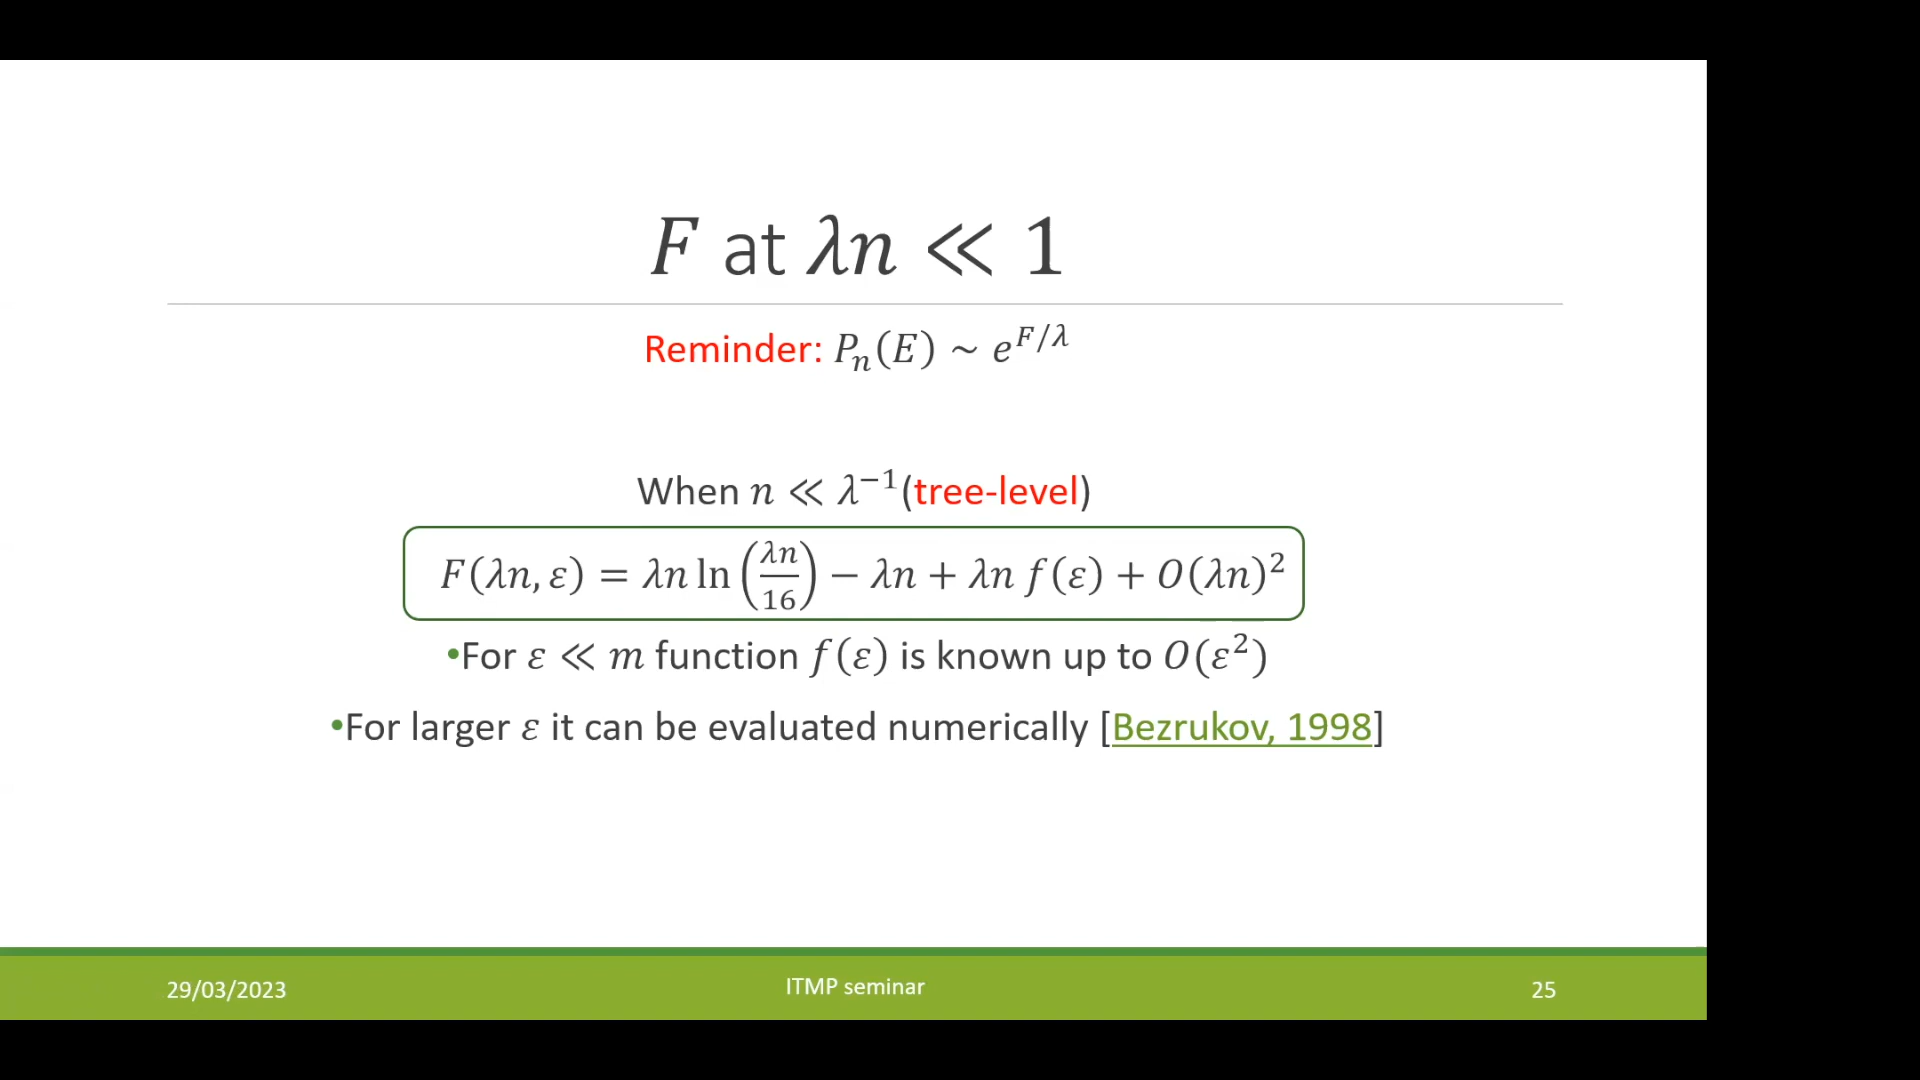 F at λn ≪ 1
Reminder: Pₙ(E) ~ e^{F/λ}
When n ≪ λ⁻¹(tree-level)
F(λn, ε) = λn ln(λn/16) − λn + λn f(ε) + O(λn)²
•For ε ≪ m function f(ε) is known up to O(ε²)
•For larger ε it can be evaluated numerically [Bezrukov, 1998]
29/03/2023
ITMP seminar
25